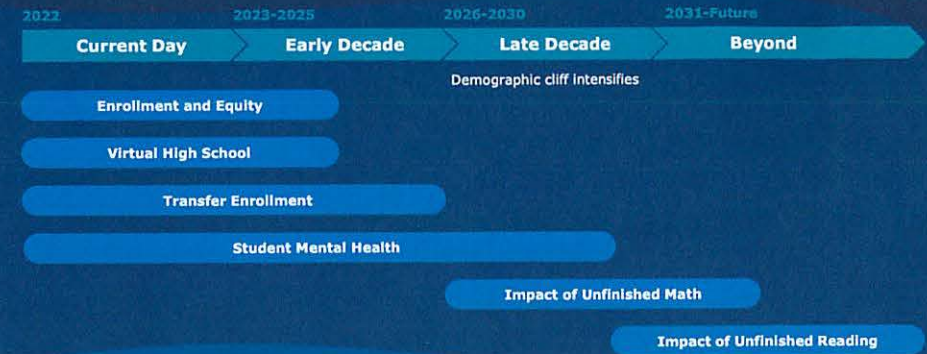 2022 2023-2025 2026-2030 2031-Future
Current Day Early Decade Late Decade Beyond
Demographic cliff intensifies
Enrollment and Equity
Virtual High School
Transfer Enrollment
Student Mental Health
Impact of Unfinished Math
Impact of Unfinished Reading